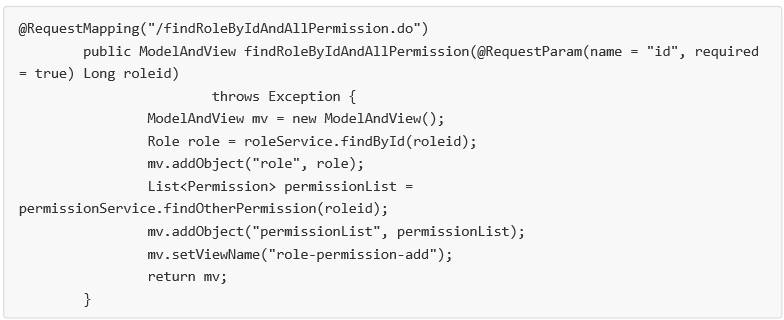 @RequestMapping("/findRoleByIdAndAllPermission.do")
        public ModelAndView findRoleByIdAndAllPermission(@RequestParam(name = "id", required
= true) Long roleid)
                        throws Exception {
                ModelAndView mv = new ModelAndView();
                Role role = roleService.findById(roleid);
                mv.addObject("role", role);
                List<Permission> permissionList =
permissionService.findOtherPermission(roleid);
                mv.addObject("permissionList", permissionList);
                mv.setViewName("role-permission-add");
                return mv;
        }